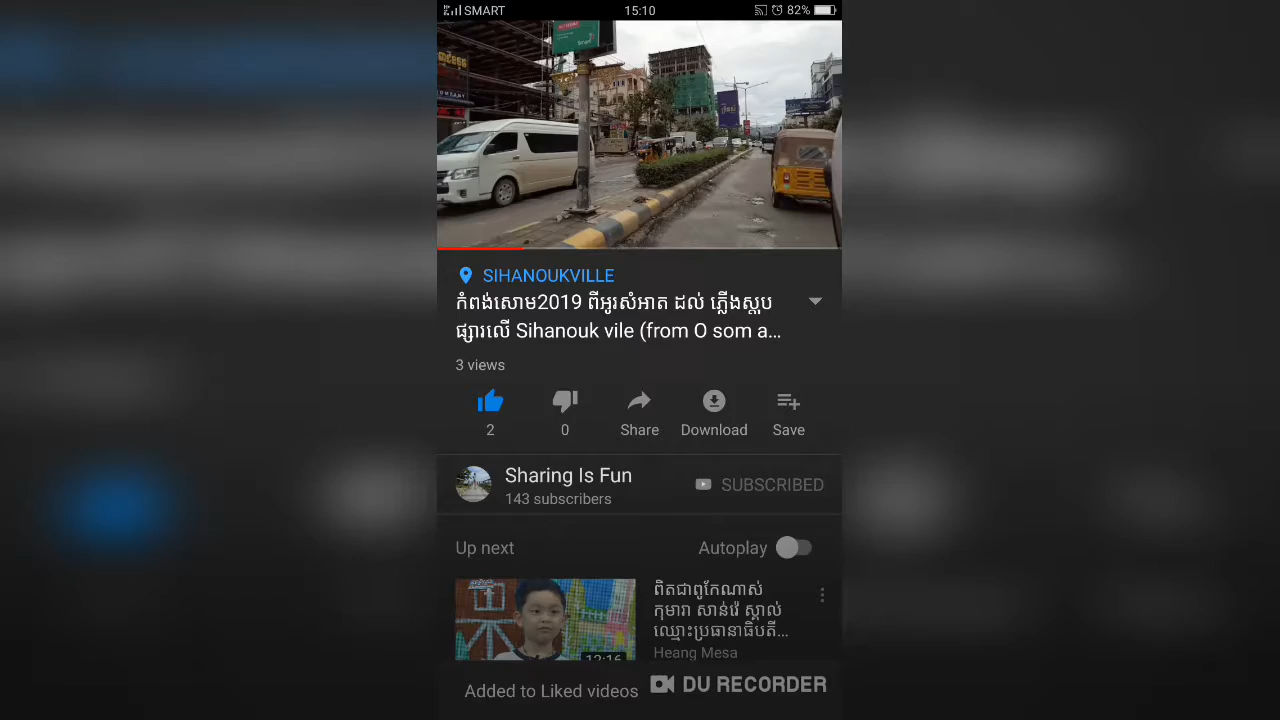 SMART
15:10
82%
Smart
COMPANY
SIHANOUKVILLE
កំពង់សោម2019 ពីអូរសំអាត ដល់ ភ្លើងស្តុប
ផ្សារលើ Sihanouk vile (from O som a...
3 views
2
0
Share
Download
Save
Sharing Is Fun
143 subscribers
SUBSCRIBED
Up next
Autoplay
ពិតជាពូកែណាស់
កុមារា សាន់វ៉េ ស្គាល់
ឈ្មោះប្រធានាធិបតី...
Heang Mesa
12:16
Added to Liked videos
DU RECORDER